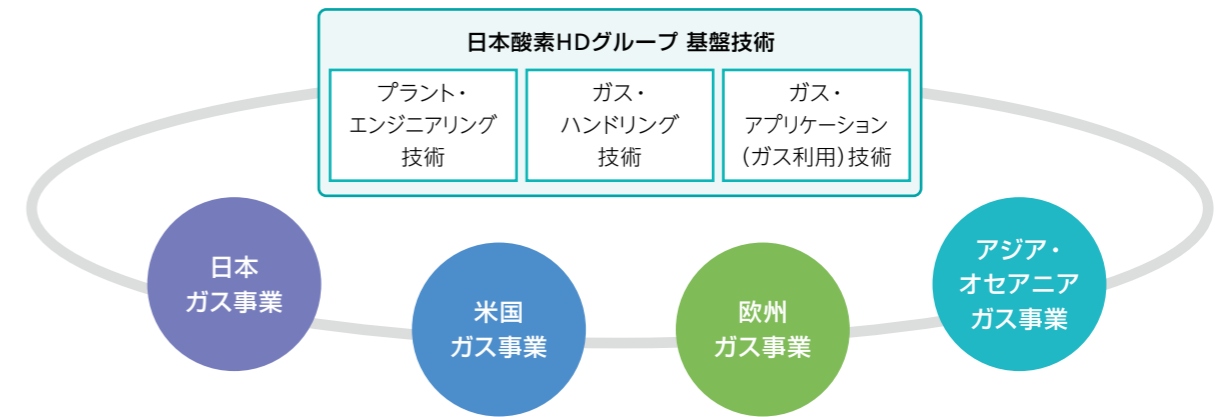 日本酸素HDグループ 基盤技術
プラント・
エンジニアリング
技術
ガス・
ハンドリング
技術
ガス・
アプリケーション
(ガス利用)技術
日本
ガス事業
米国
ガス事業
欧州
ガス事業
アジア・
オセアニア
ガス事業